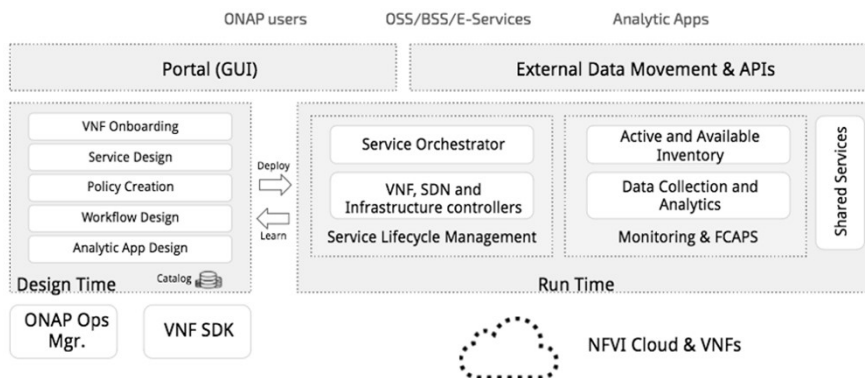 ONAP users
OSS/BSS/E-Services
Analytic Apps
Portal (GUI)
External Data Movement & APIs
VNF Onboarding
Service Design
Policy Creation
Workflow Design
Analytic App Design
Catalog
Design Time
Deploy
Learn
Service Orchestrator
VNF, SDN and
Infrastructure controllers
Service Lifecycle Management
Active and Available
Inventory
Data Collection and
Analytics
Monitoring & FCAPS
Shared Services
Run Time
ONAP Ops
Mgr.
VNF SDK
NFVI Cloud & VNFs